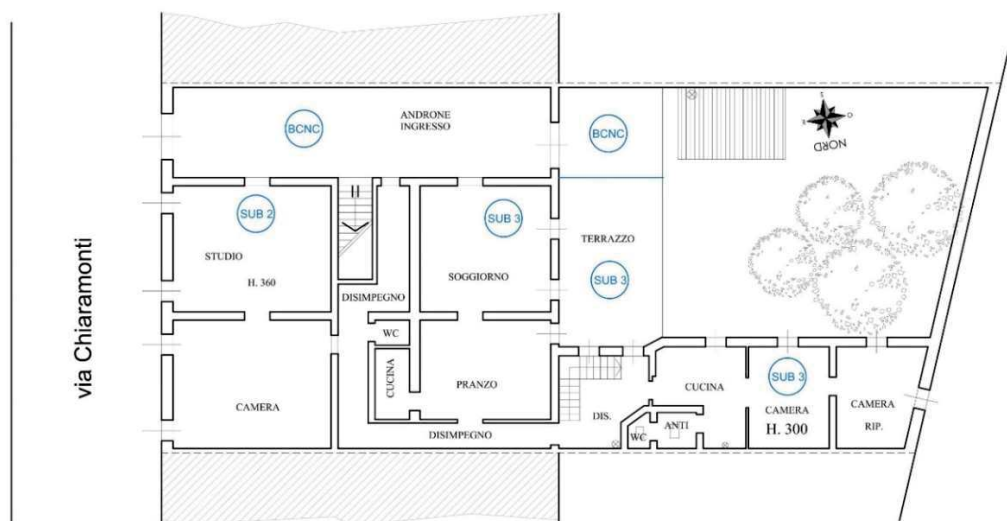 via Chiaramonti
BCNC
ANDRONE
INGRESSO
BCNC
NORD
SUB 2
STUDIO
H. 360
SUB 3
SOGGIORNO
TERRAZZO
SUB 3
DISIMPEGNO
WC
CUCINA
PRANZO
CAMERA
DISIMPEGNO
DIS.
WC
ANTI
CUCINA
SUB 3
CAMERA
H. 300
CAMERA
RIP.